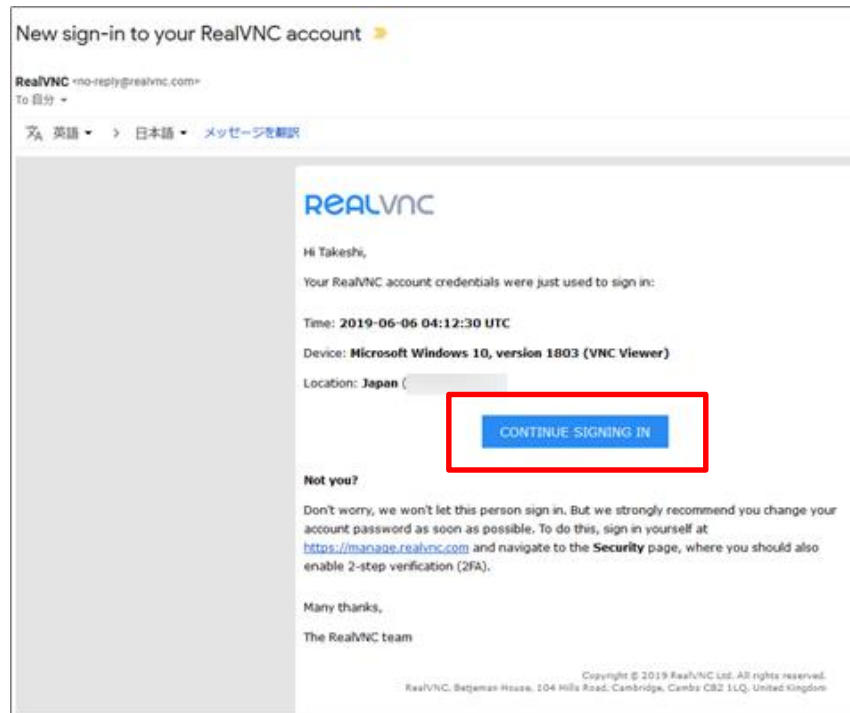 New sign-in to your RealVNC account
RealVNC <no-reply@realvnc.com>
To 自分
英語 > 日本語 メッセージを翻訳
REALVNC
Hi Takeshi,
Your RealVNC account credentials were just used to sign in:
Time: 2019-06-06 04:12:30 UTC
Device: Microsoft Windows 10, version 1803 (VNC Viewer)
Location: Japan (
CONTINUE SIGNING IN
Not you?
Don't worry, we won't let this person sign in. But we strongly recommend you change your
account password as soon as possible. To do this, sign in yourself at
https://manage.realvnc.com and navigate to the Security page, where you should also
enable 2-step verification (2FA).
Many thanks,
The RealVNC team
Copyright © 2019 RealVNC Ltd. All rights reserved.
RealVNC, Betjeman House, 104 Hills Road, Cambridge, Cambs CB2 1LQ, United Kingdom